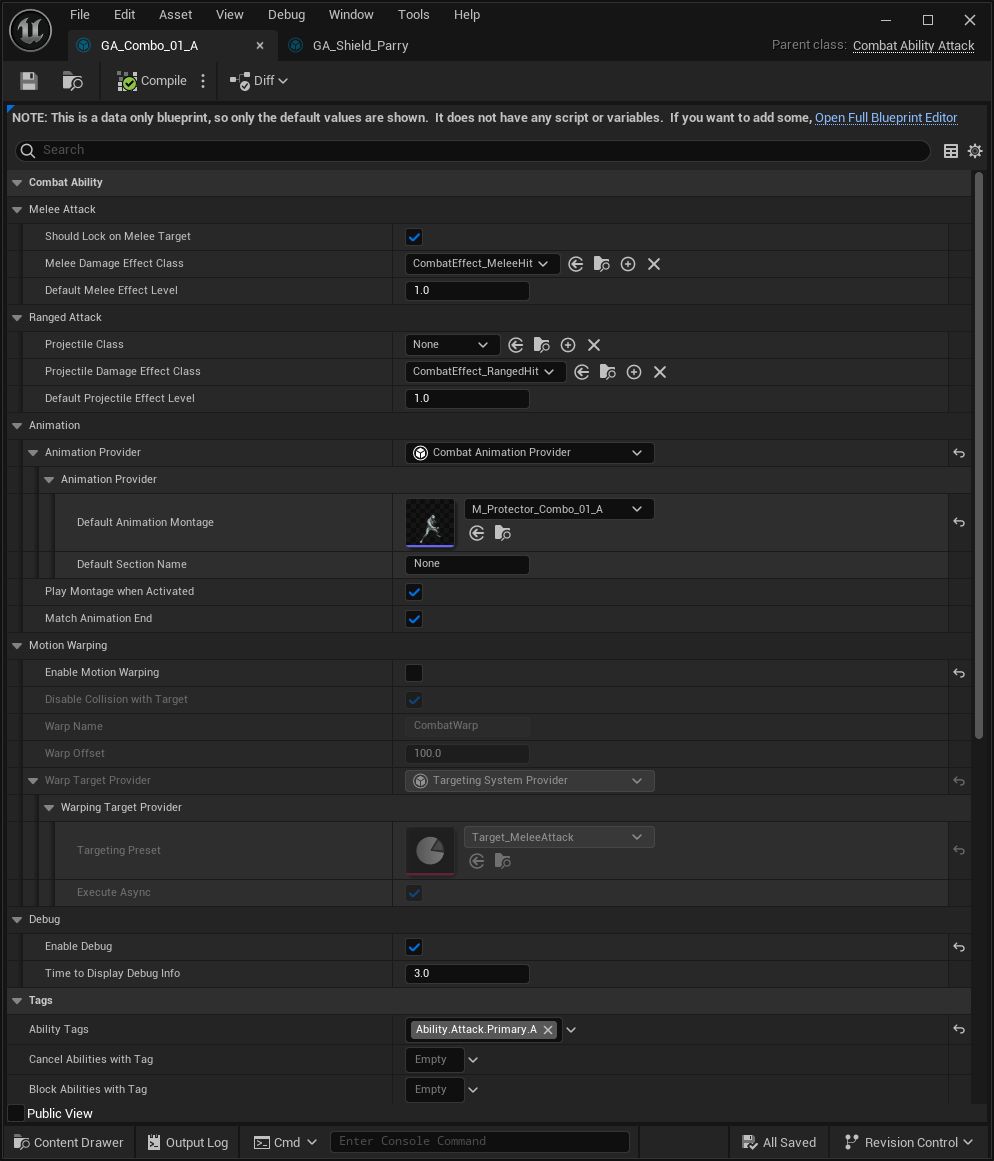 File Edit Asset View Debug Window Tools Help
GA_Combo_01_A GA_Shield_Parry Parent class: Combat Ability Attack
Compile Diff
NOTE: This is a data only blueprint, so only the default values are shown. It does not have any script or variables. If you want to add some, Open Full Blueprint Editor
Search
Combat Ability
Melee Attack
Should Lock on Melee Target
Melee Damage Effect Class CombatEffect_MeleeHit
Default Melee Effect Level 1.0
Ranged Attack
Projectile Class None
Projectile Damage Effect Class CombatEffect_RangedHit
Default Projectile Effect Level 1.0
Animation
Animation Provider Combat Animation Provider
Animation Provider
Default Animation Montage M_Protector_Combo_01_A
Default Section Name None
Play Montage when Activated
Match Animation End
Motion Warping
Enable Motion Warping
Disable Collision with Target
Warp Name CombatWarp
Warp Offset 100.0
Warp Target Provider Targeting System Provider
Warping Target Provider
Targeting Preset Target_MeleeAttack
Execute Async
Debug
Enable Debug
Time to Display Debug Info 3.0
Tags
Ability Tags Ability.Attack.Primary.A
Cancel Abilities with Tag Empty
Block Abilities with Tag Empty
Public View
Content Drawer Output Log Cmd Enter Console Command All Saved Revision Control